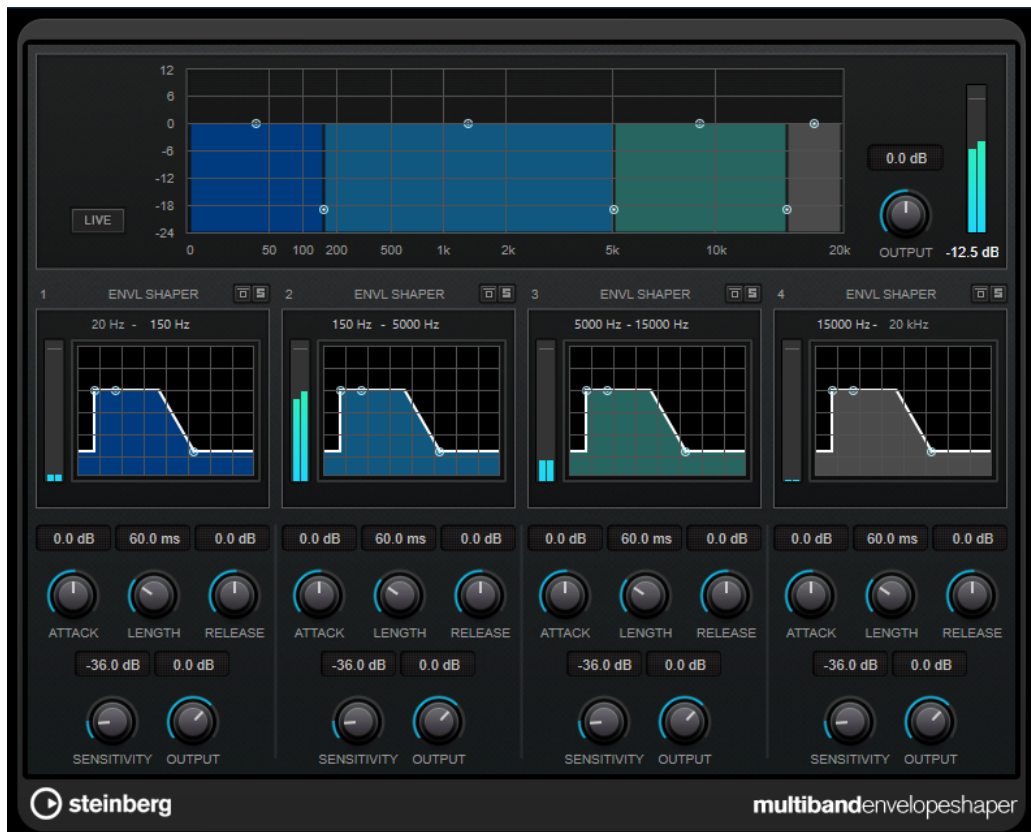 12
6
0
-6
-12
-18
-24
LIVE
0 50 100 200 500 1k 2k 5k 10k 20k
0.0 dB
OUTPUT -12.5 dB
1 ENVL SHAPER S 2 ENVL SHAPER S 3 ENVL SHAPER S 4 ENVL SHAPER S
20 Hz - 150 Hz 150 Hz - 5000 Hz 5000 Hz - 15000 Hz 15000 Hz - 20 kHz
0.0 dB 60.0 ms 0.0 dB 0.0 dB 60.0 ms 0.0 dB 0.0 dB 60.0 ms 0.0 dB 0.0 dB 60.0 ms 0.0 dB
ATTACK LENGTH RELEASE ATTACK LENGTH RELEASE ATTACK LENGTH RELEASE ATTACK LENGTH RELEASE
-36.0 dB 0.0 dB -36.0 dB 0.0 dB -36.0 dB 0.0 dB -36.0 dB 0.0 dB
SENSITIVITY OUTPUT SENSITIVITY OUTPUT SENSITIVITY OUTPUT SENSITIVITY OUTPUT
steinberg multibandenvelopeshaper